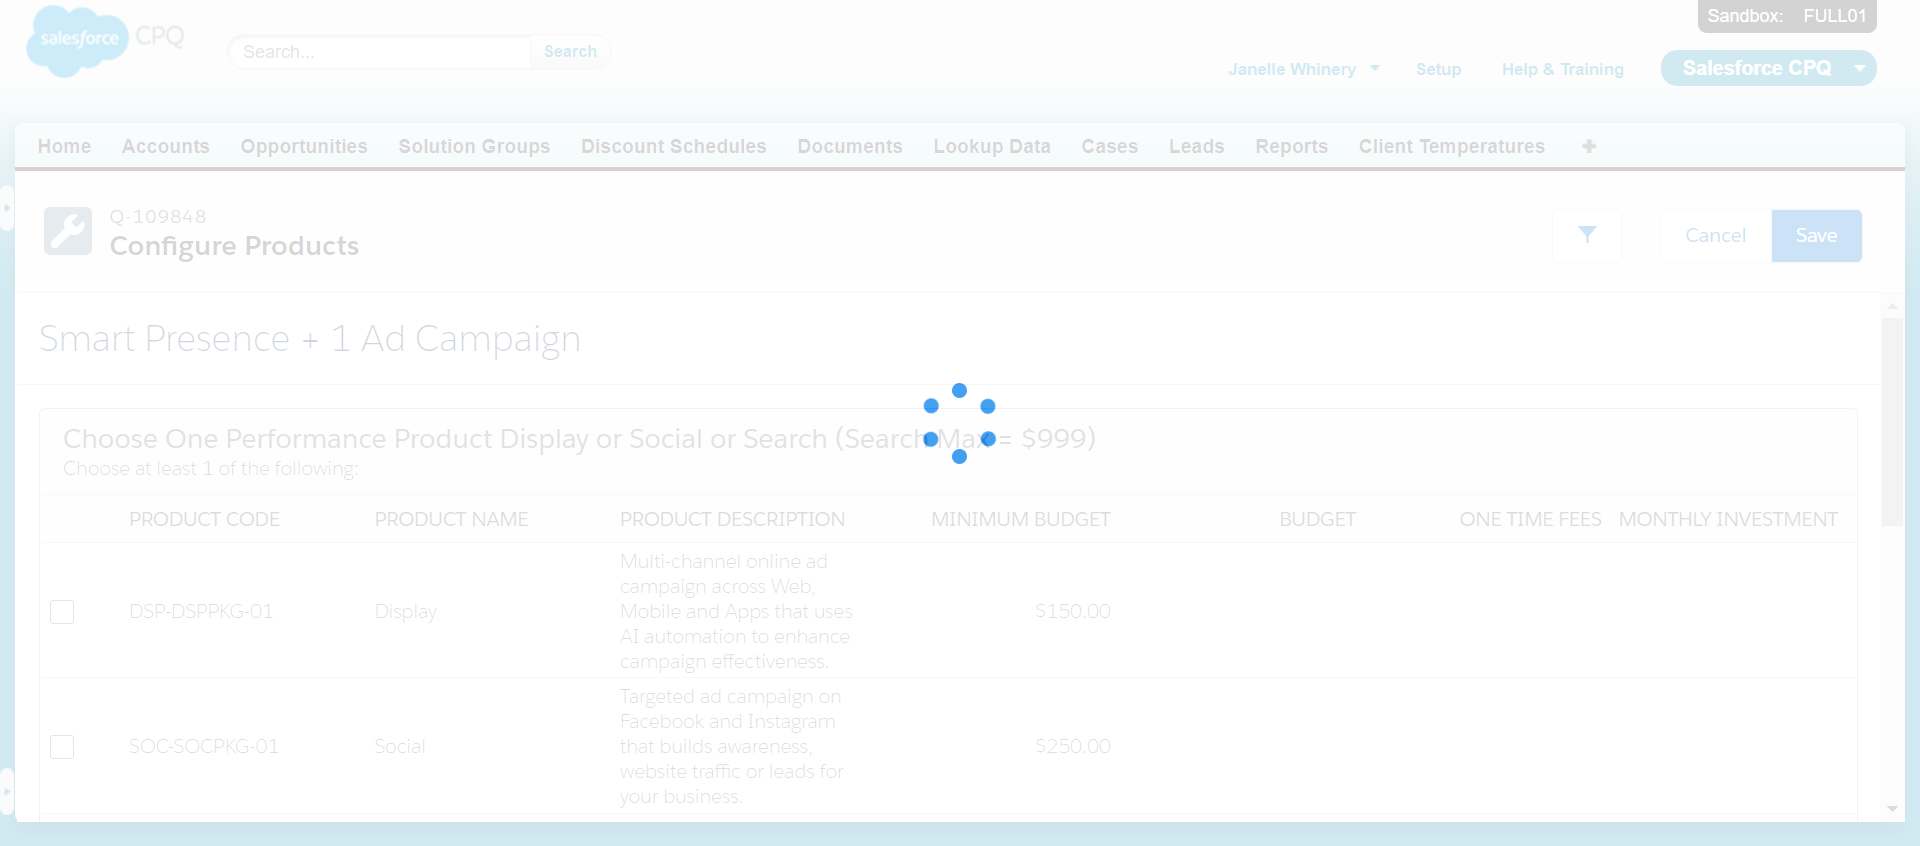 Sandbox: FULL01
salesforce CPQ
Search... Search
Janelle Whinery Setup Help & Training Salesforce CPQ
Home Accounts Opportunities Solution Groups Discount Schedules Documents Lookup Data Cases Leads Reports Client Temperatures
Q-109848
Configure Products
Cancel Save
Smart Presence + 1 Ad Campaign
Choose One Performance Product Display or Social or Search (Search Max = $999)
Choose at least 1 of the following:
PRODUCT CODE PRODUCT NAME PRODUCT DESCRIPTION MINIMUM BUDGET BUDGET ONE TIME FEES MONTHLY INVESTMENT
Multi-channel online ad
campaign across Web,
DSP-DSPPKG-01 Display Mobile and Apps that uses $150.00
AI automation to enhance
campaign effectiveness.
Targeted ad campaign on
Facebook and Instagram
SOC-SOCPKG-01 Social that builds awareness, $250.00
website traffic or leads for
your business.